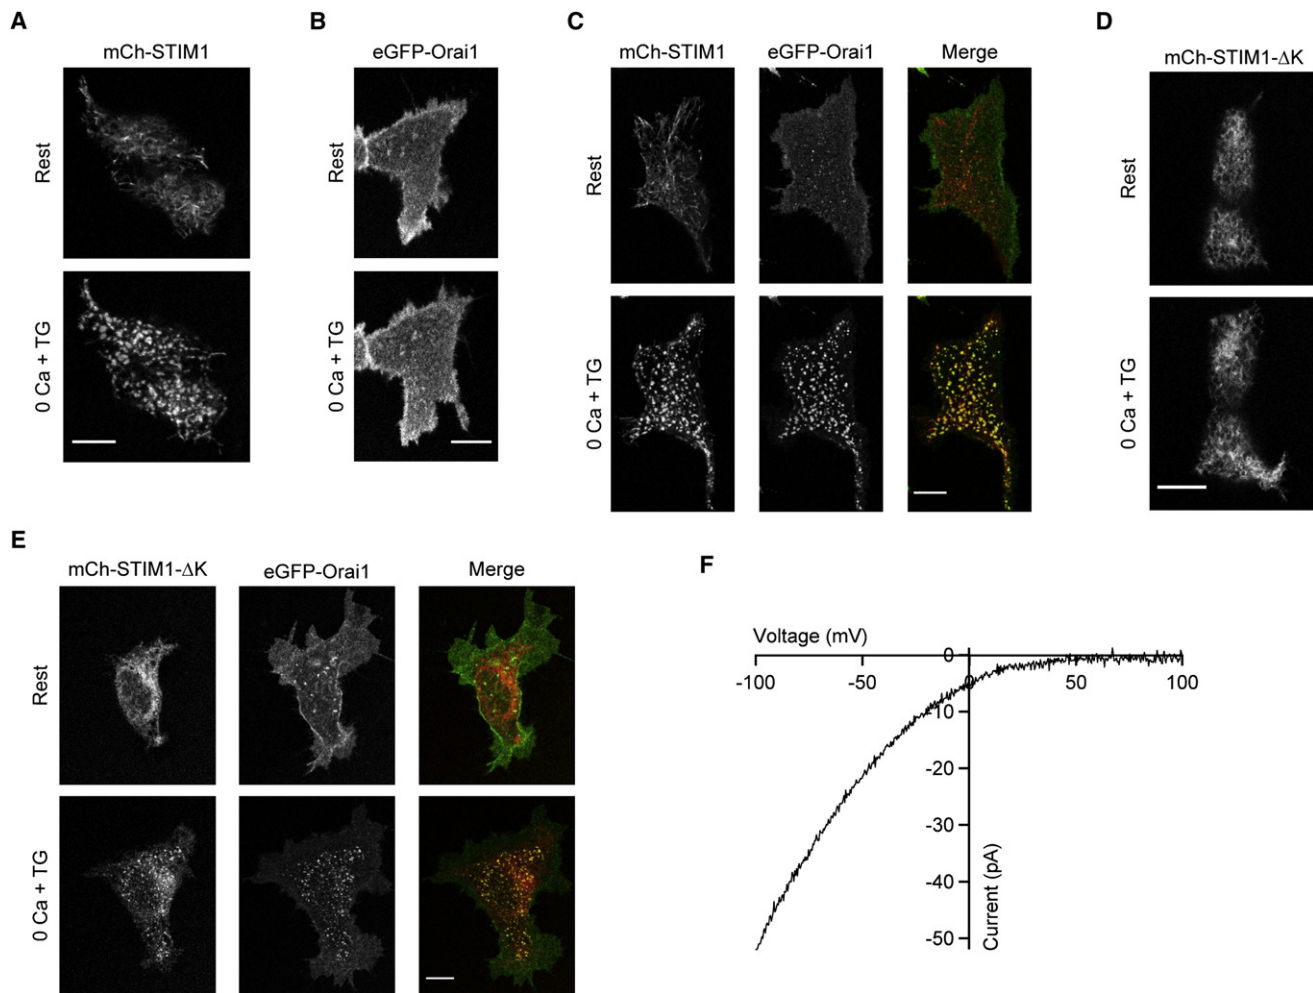 A
mCh-STIM1
Rest
0 Ca + TG
B
eGFP-Orai1
Rest
0 Ca + TG
C
mCh-STIM1 eGFP-Orai1 Merge
Rest
0 Ca + TG
D
mCh-STIM1-ΔK
Rest
0 Ca + TG
E
mCh-STIM1-ΔK eGFP-Orai1 Merge
Rest
0 Ca + TG
F
Voltage (mV)
0
-100 -50 0 50 100
-10
-20
-30
-40
-50
Current (pA)